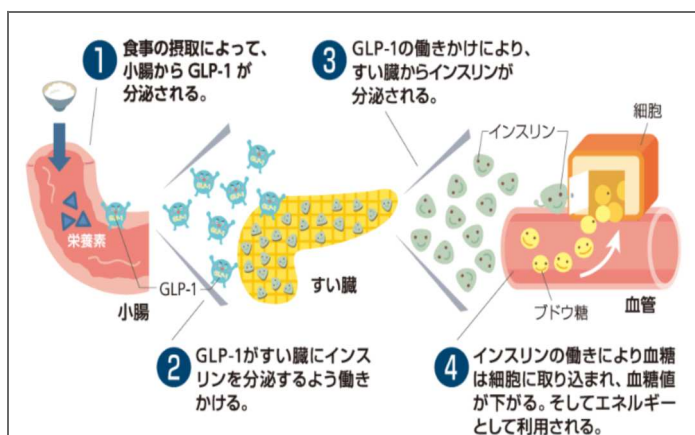 1 食事の摂取によって、
小腸から GLP-1 が
分泌される。
栄養素
GLP-1
小腸
2 GLP-1がすい臓にインス
リンを分泌するよう働き
かける。
すい臓
3 GLP-1の働きかけにより、
すい臓からインスリンが
分泌される。
インスリン
細胞
ブドウ糖
血管
4 インスリンの働きにより血糖
は細胞に取り込まれ、血糖値
が下がる。そしてエネルギー
として利用される。